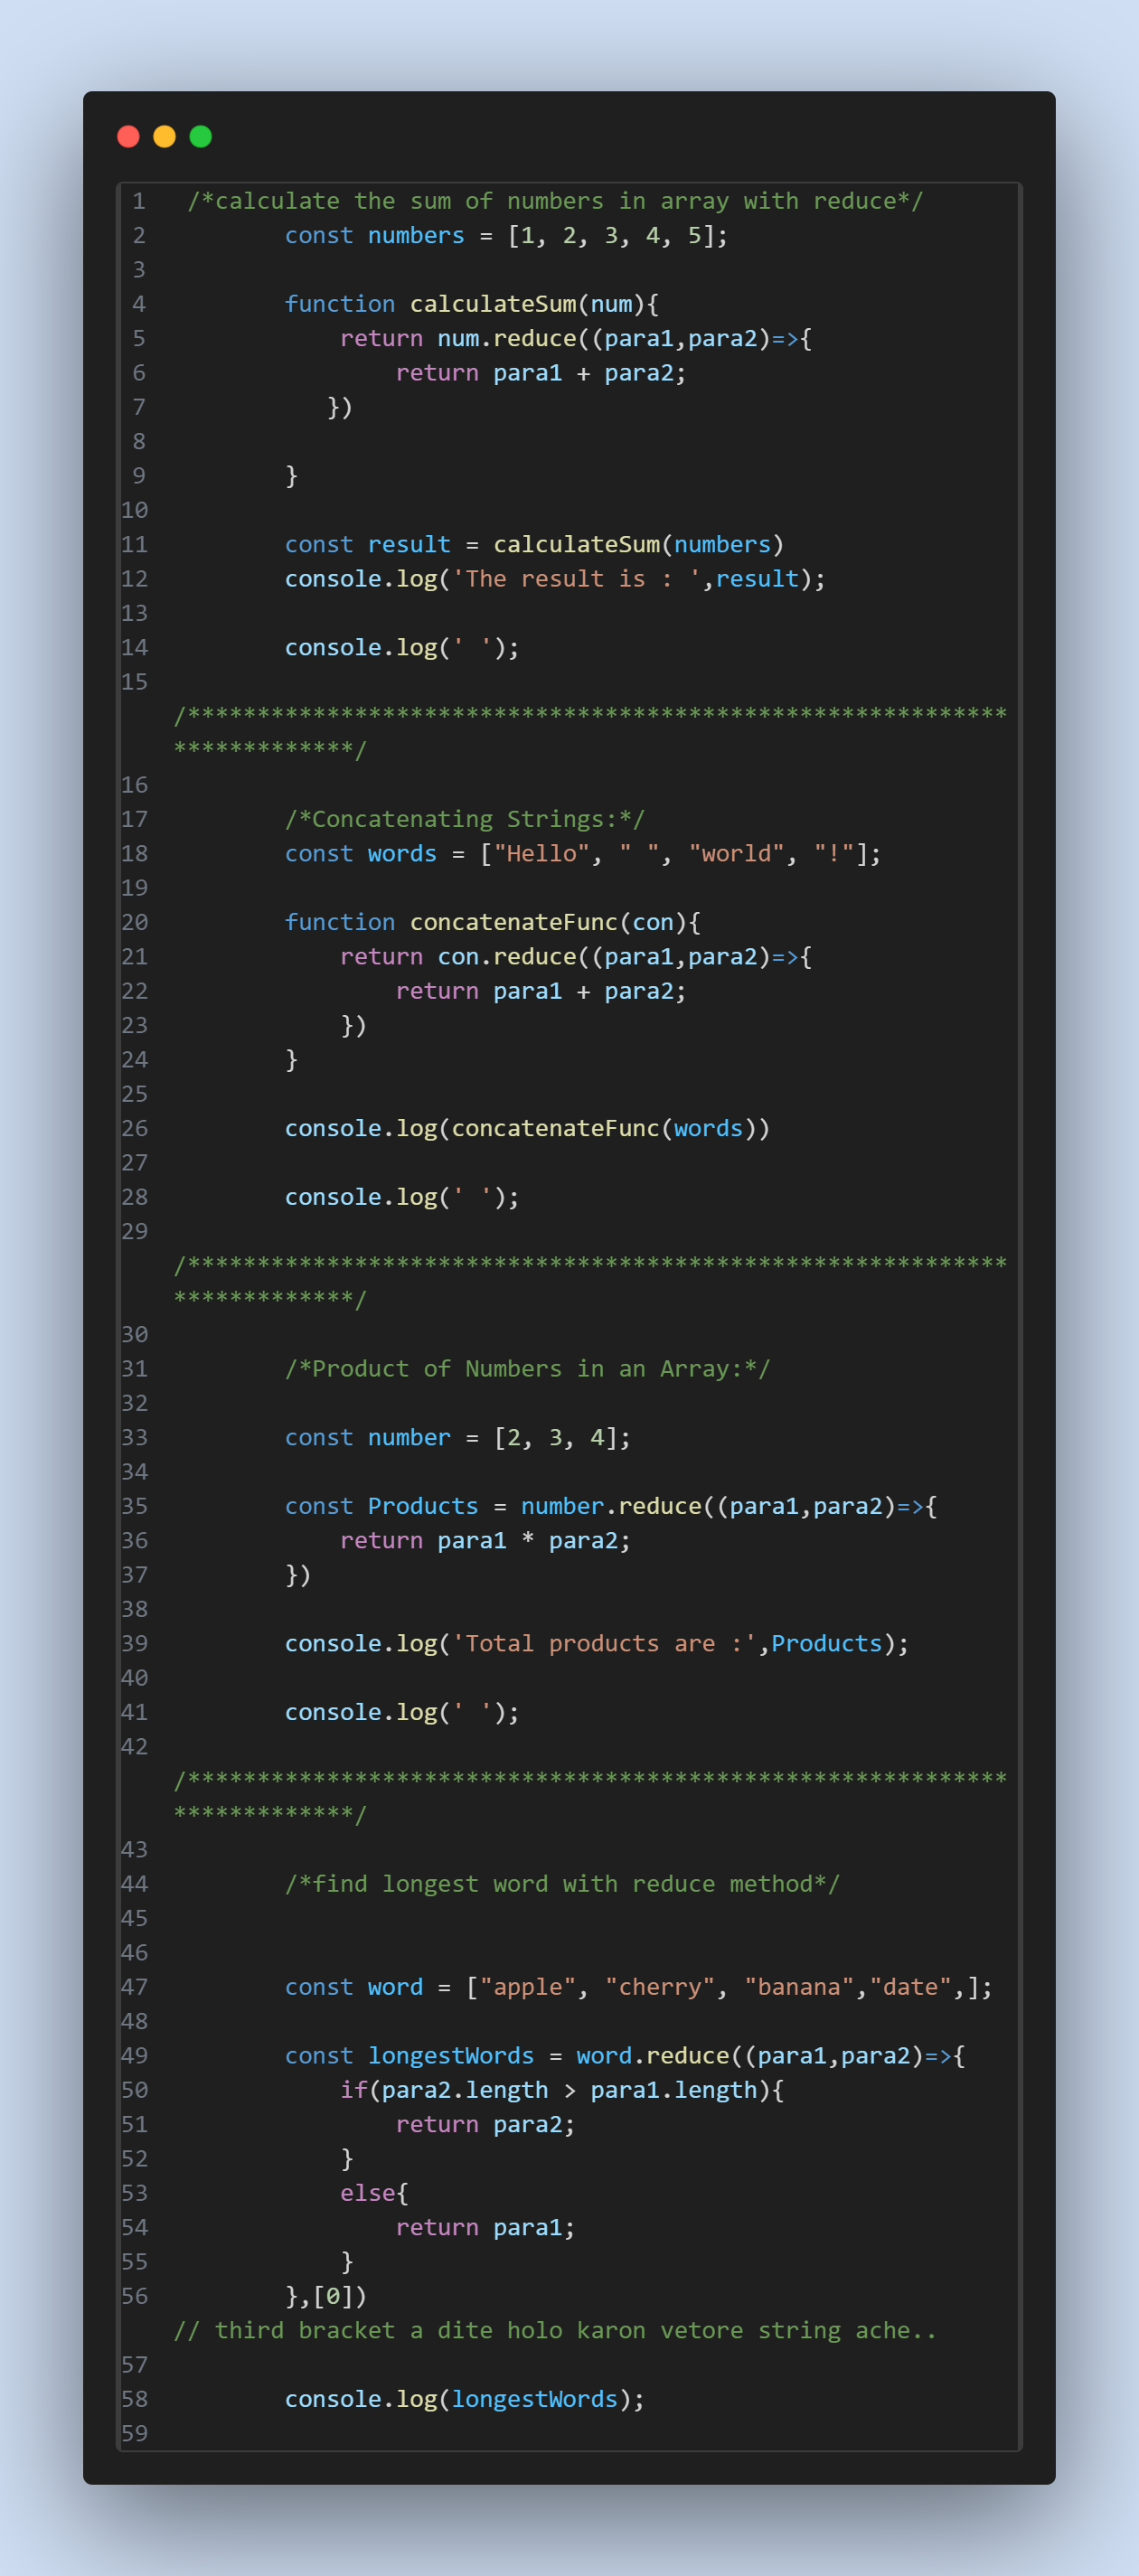 1 /*calculate the sum of numbers in array with reduce*/
2 const numbers = [1, 2, 3, 4, 5];
3
4 function calculateSum(num){
5 return num.reduce((para1,para2)=>{
6 return para1 + para2;
7 })
8
9 }
10
11 const result = calculateSum(numbers)
12 console.log('The result is : ',result);
13
14 console.log(' ');
15
/***********************************************************
*************/
16
17 /*Concatenating Strings:*/
18 const words = ["Hello", " ", "world", "!"];
19
20 function concatenateFunc(con){
21 return con.reduce((para1,para2)=>{
22 return para1 + para2;
23 })
24 }
25
26 console.log(concatenateFunc(words))
27
28 console.log(' ');
29
/***********************************************************
*************/
30
31 /*Product of Numbers in an Array:*/
32
33 const number = [2, 3, 4];
34
35 const Products = number.reduce((para1,para2)=>{
36 return para1 * para2;
37 })
38
39 console.log('Total products are :',Products);
40
41 console.log(' ');
42
/***********************************************************
*************/
43
44 /*find longest word with reduce method*/
45
46
47 const word = ["apple", "cherry", "banana","date",];
48
49 const longestWords = word.reduce((para1,para2)=>{
50 if(para2.length > para1.length){
51 return para2;
52 }
53 else{
54 return para1;
55 }
56 },[0])
// third bracket a dite holo karon vetore string ache..
57
58 console.log(longestWords);
59